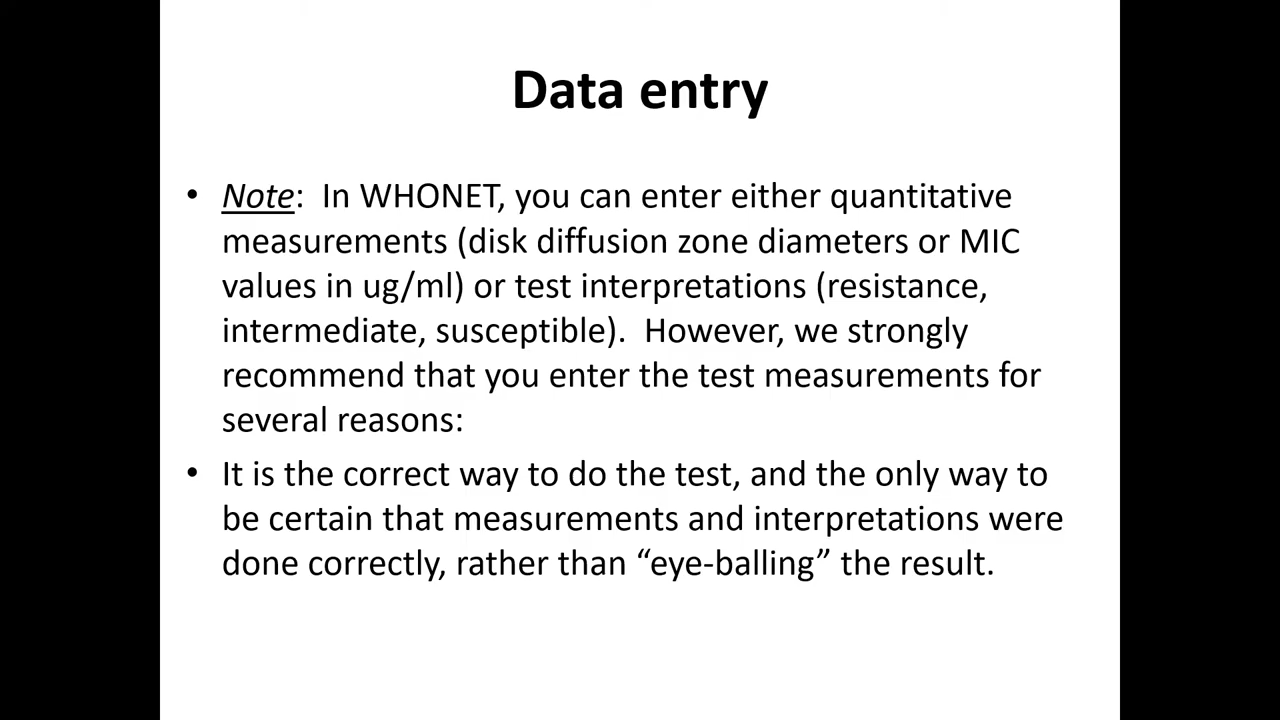 Data entry
• Note:  In WHONET, you can enter either quantitative
measurements (disk diffusion zone diameters or MIC
values in ug/ml) or test interpretations (resistance,
intermediate, susceptible).  However, we strongly
recommend that you enter the test measurements for
several reasons:
• It is the correct way to do the test, and the only way to
be certain that measurements and interpretations were
done correctly, rather than “eye-balling” the result.